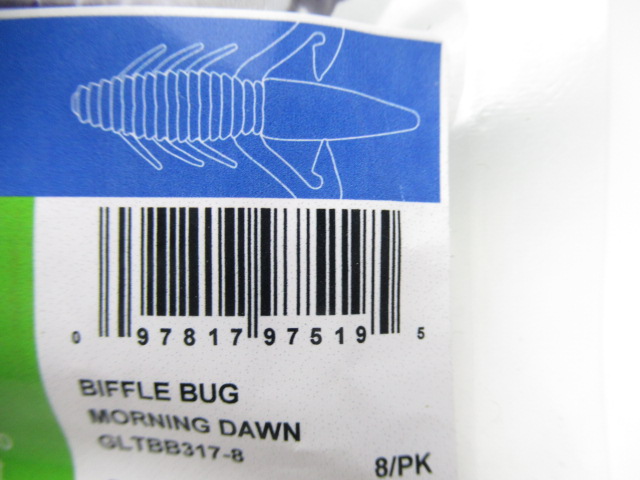 0 97817 97519 5
BIFFLE BUG
MORNING DAWN
GLTBB317-8
8/PK